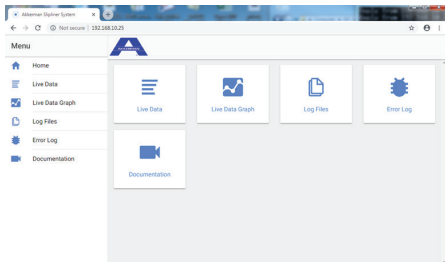 Akkerman Slipliner System
Not secure | 192.168.10.25
Menu
Home
Live Data
Live Data Graph
Log Files
Error Log
Documentation
Live Data
Live Data Graph
Log Files
Error Log
Documentation